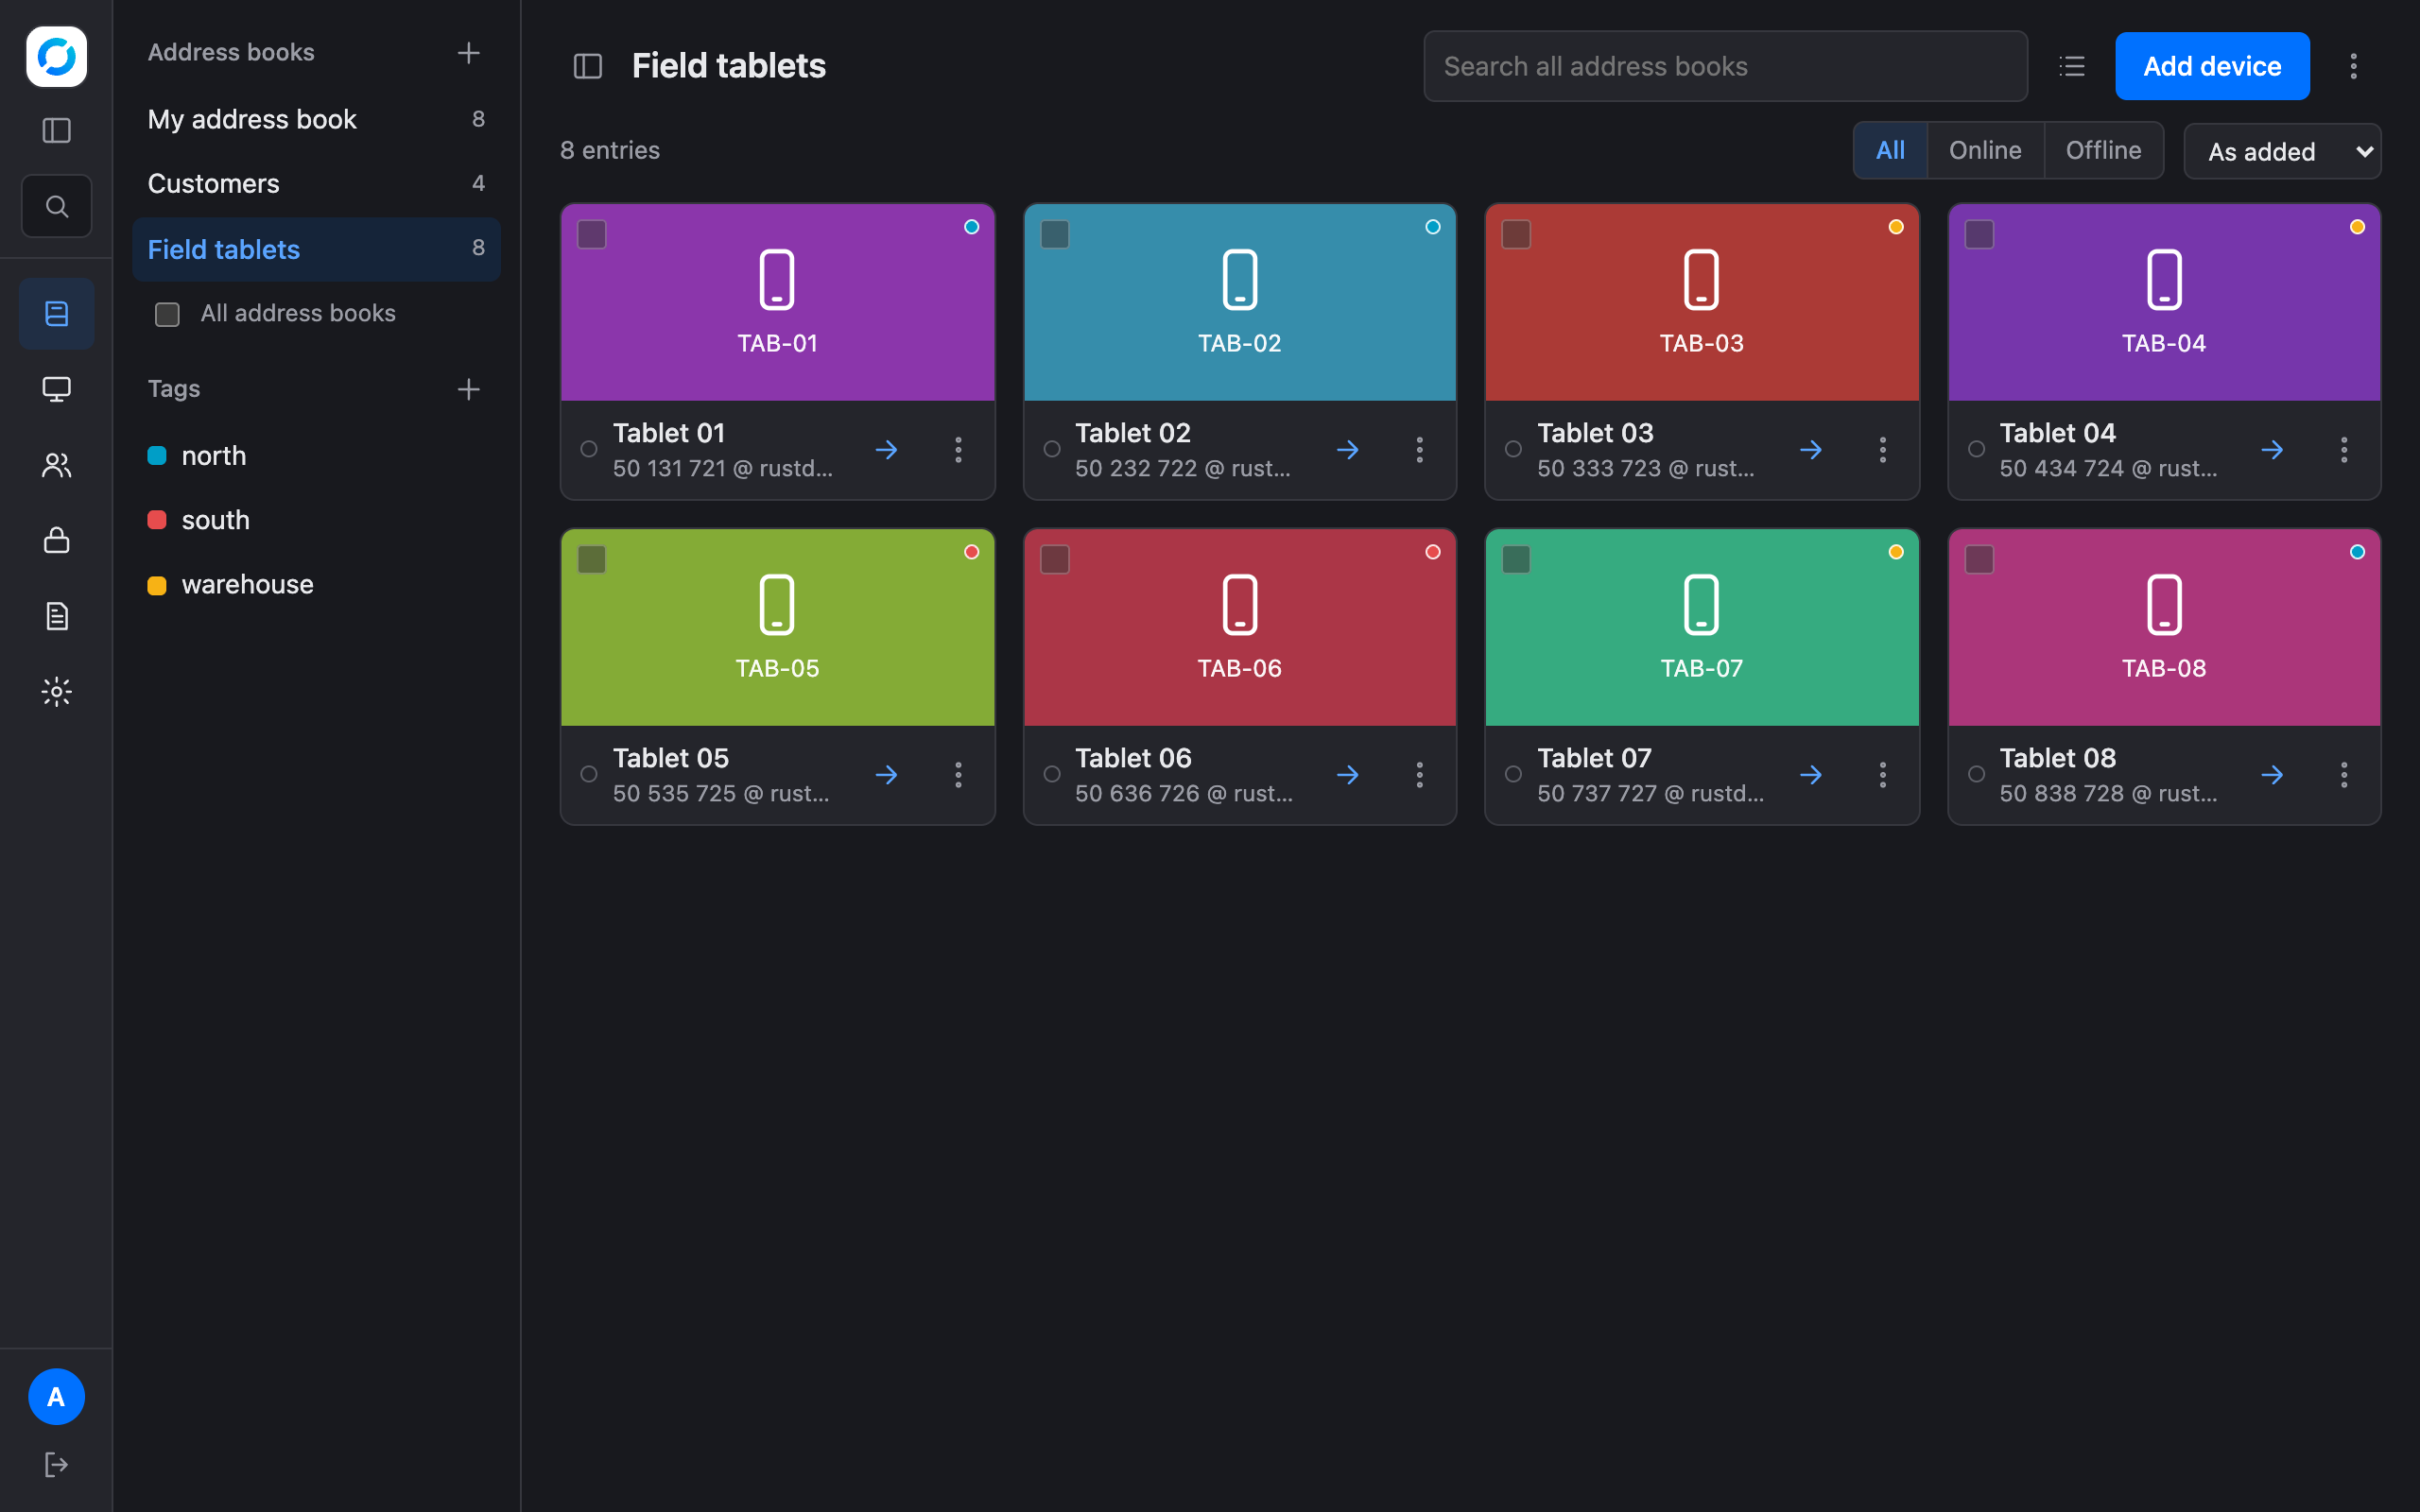 Address books
My address book 8
Customers 4
Field tablets 8
All address books
Tags
north
south
warehouse
A
Field tablets
Search all address books
Add device
8 entries
All
Online
Offline
As added
TAB-01
Tablet 01
50 131 721 @ rustd...
TAB-02
Tablet 02
50 232 722 @ rust...
TAB-03
Tablet 03
50 333 723 @ rust...
TAB-04
Tablet 04
50 434 724 @ rust...
TAB-05
Tablet 05
50 535 725 @ rust...
TAB-06
Tablet 06
50 636 726 @ rust...
TAB-07
Tablet 07
50 737 727 @ rustd...
TAB-08
Tablet 08
50 838 728 @ rust...